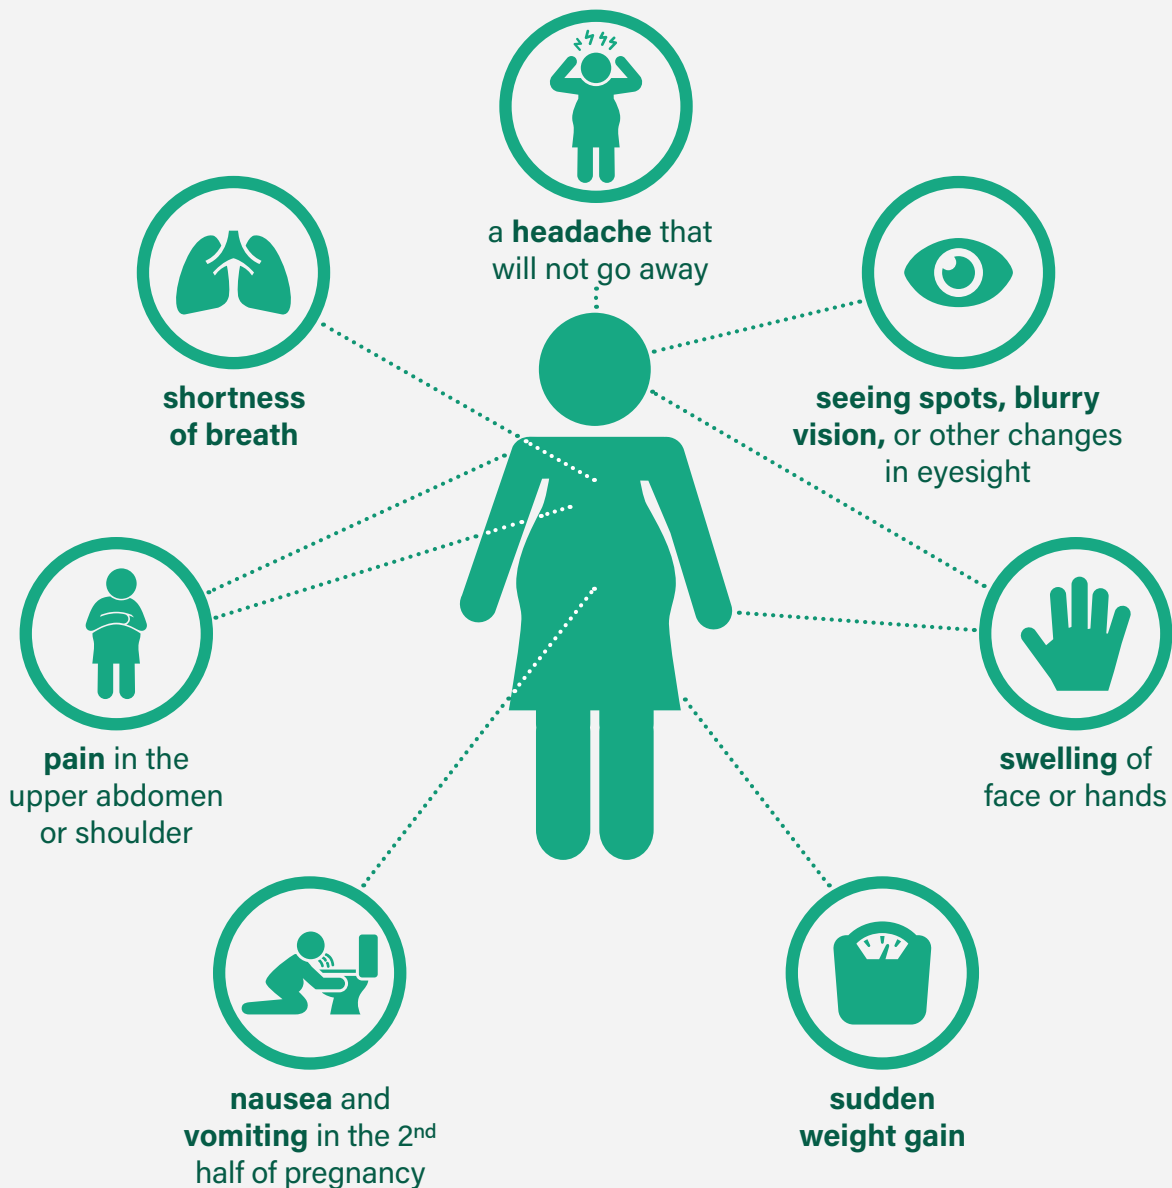 a headache that
will not go away
shortness
of breath
seeing spots, blurry
vision, or other changes
in eyesight
pain in the
upper abdomen
or shoulder
swelling of
face or hands
nausea and
vomiting in the 2nd
half of pregnancy
sudden
weight gain